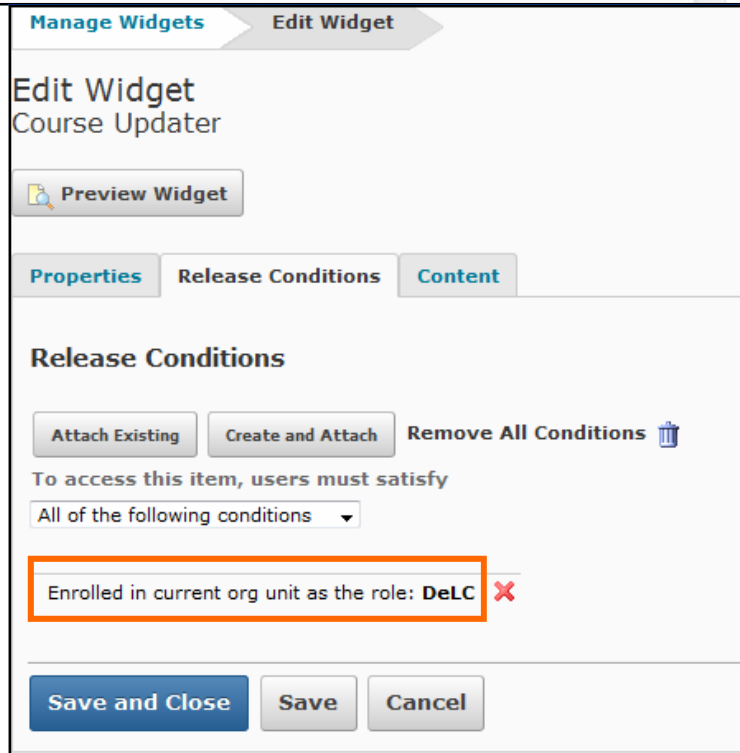 Manage Widgets Edit Widget
Edit Widget
Course Updater
Preview Widget
Properties Release Conditions Content
Release Conditions
Attach Existing Create and Attach Remove All Conditions
To access this item, users must satisfy
All of the following conditions
Enrolled in current org unit as the role: DeLC
Save and Close Save Cancel